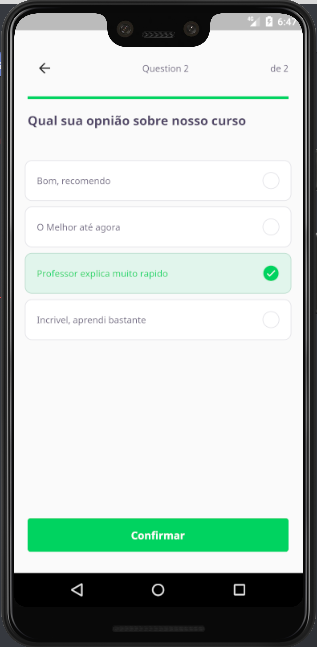 6:47
Question 2
de 2
Qual sua opnião sobre nosso curso
Bom, recomendo
O Melhor até agora
Professor explica muito rapido
Incrivel, aprendi bastante
Confirmar